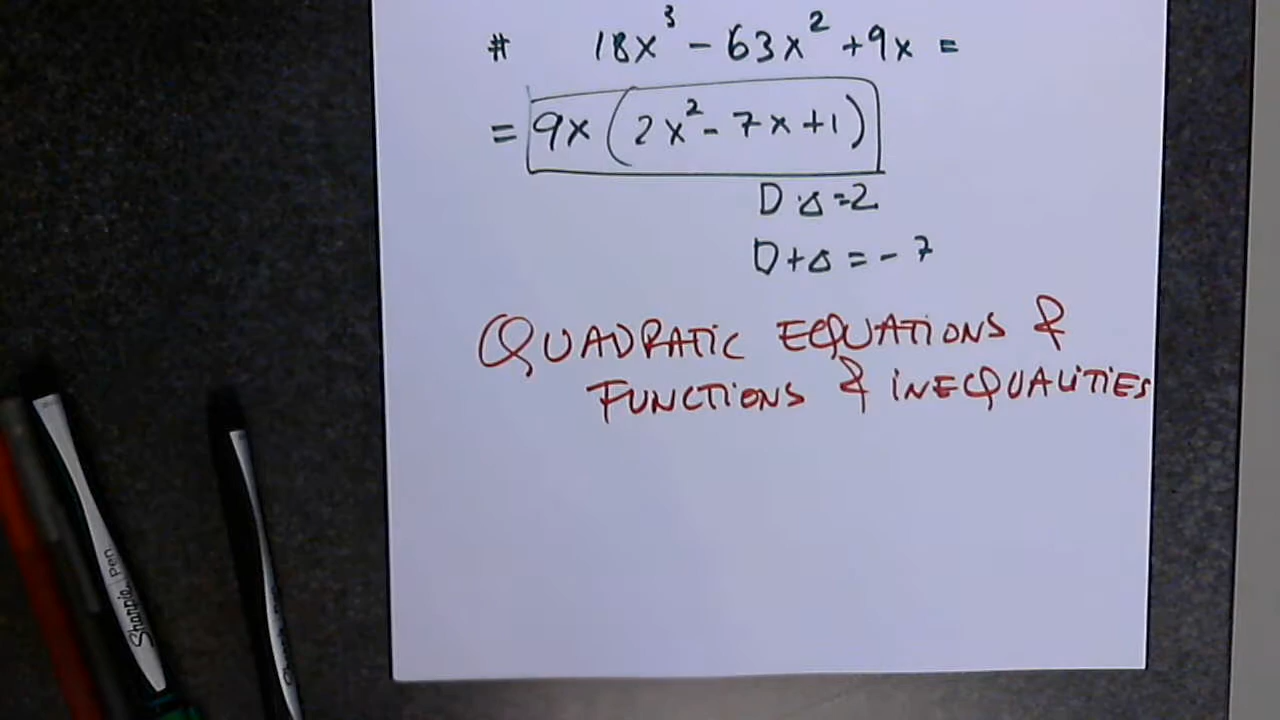 # 18x³ - 63x² + 9x =
= 9x (2x² - 7x + 1)
□ · △ = 2
□ + △ = - 7
QUADRATIC EQUATIONS &
FUNCTIONS & INEQUALITIES
Sharpie pen